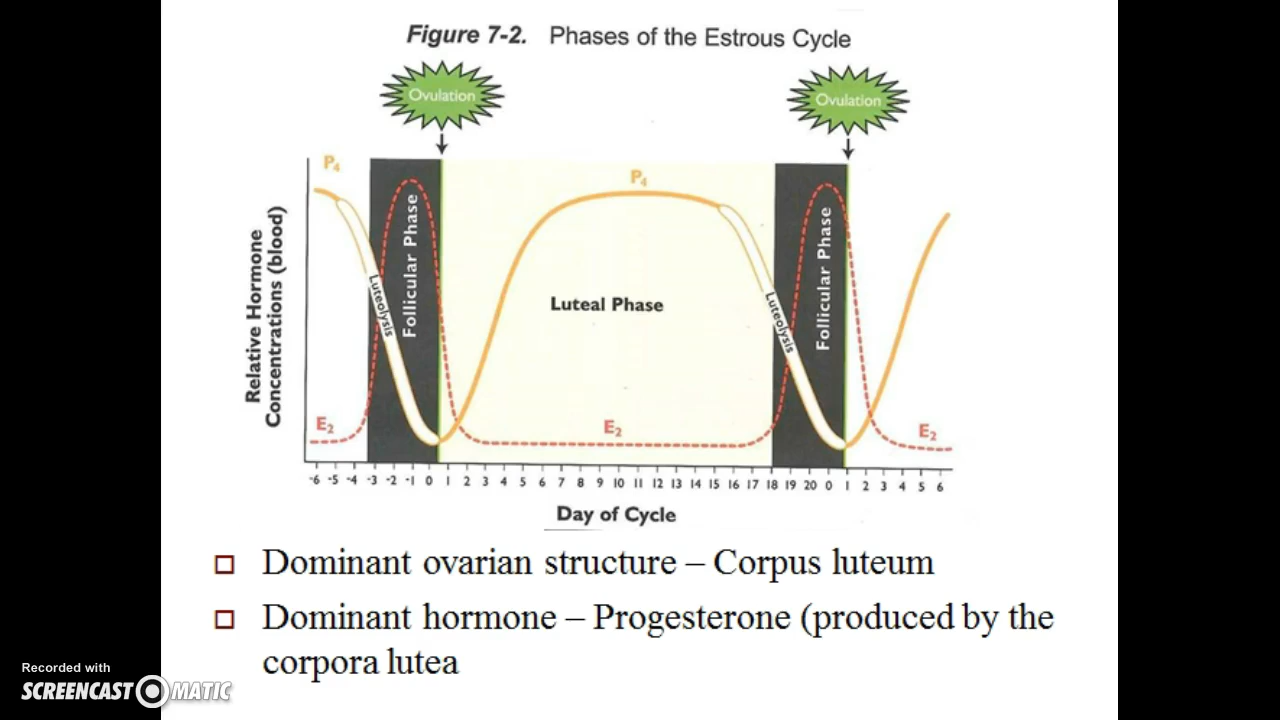 Figure 7-2. Phases of the Estrous Cycle
Ovulation
Ovulation
P4
P4
Follicular Phase
Follicular Phase
Relative Hormone
Concentrations (blood)
Luteolysis
Luteal Phase
Luteolysis
E2
E2
E2
-6 -5 -4 -3 -2 -1 0 1 2 3 4 5 6 7 8 9 10 11 12 13 14 15 16 17 18 19 20 0 1 2 3 4 5 6
Day of Cycle
Dominant ovarian structure – Corpus luteum
Dominant hormone – Progesterone (produced by the
corpora lutea
Recorded with
SCREENCAST MATIC